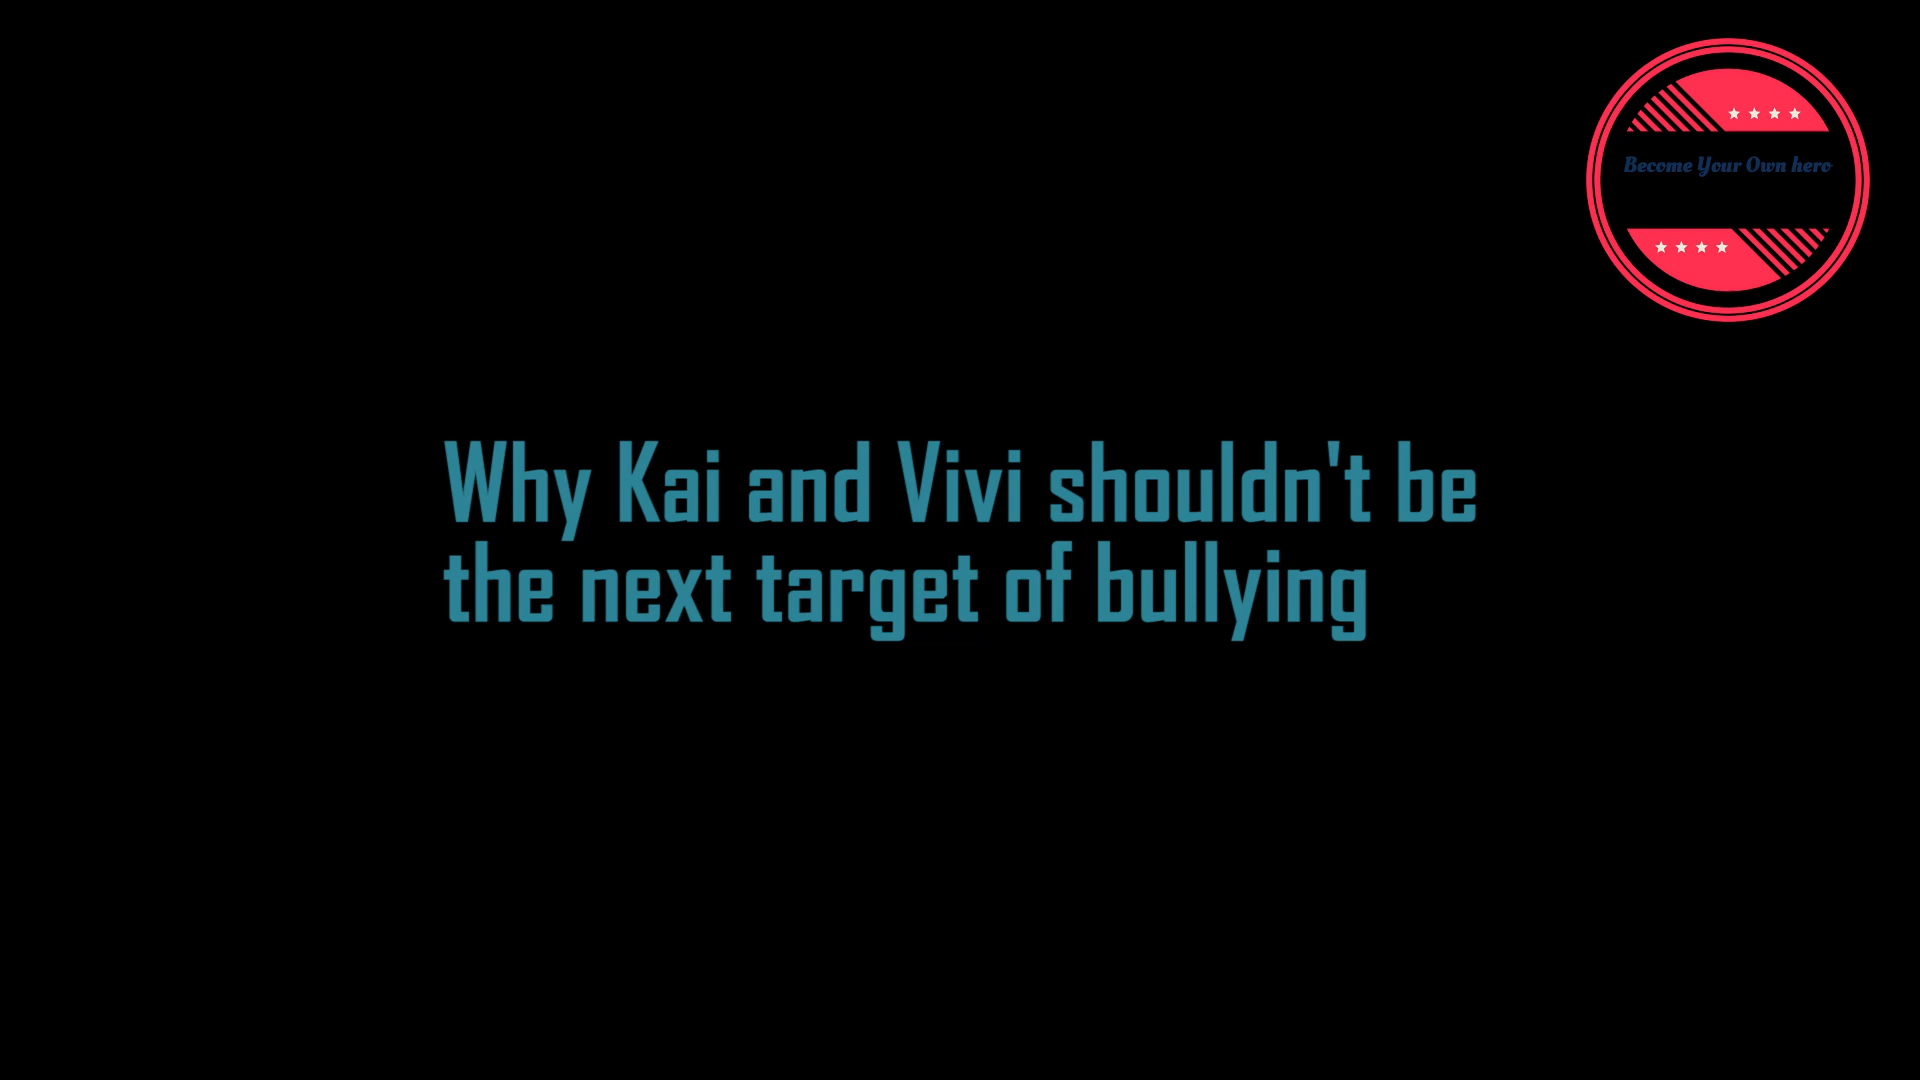 Become Your Own hero
Why Kai and Vivi shouldn't be
the next target of bullying